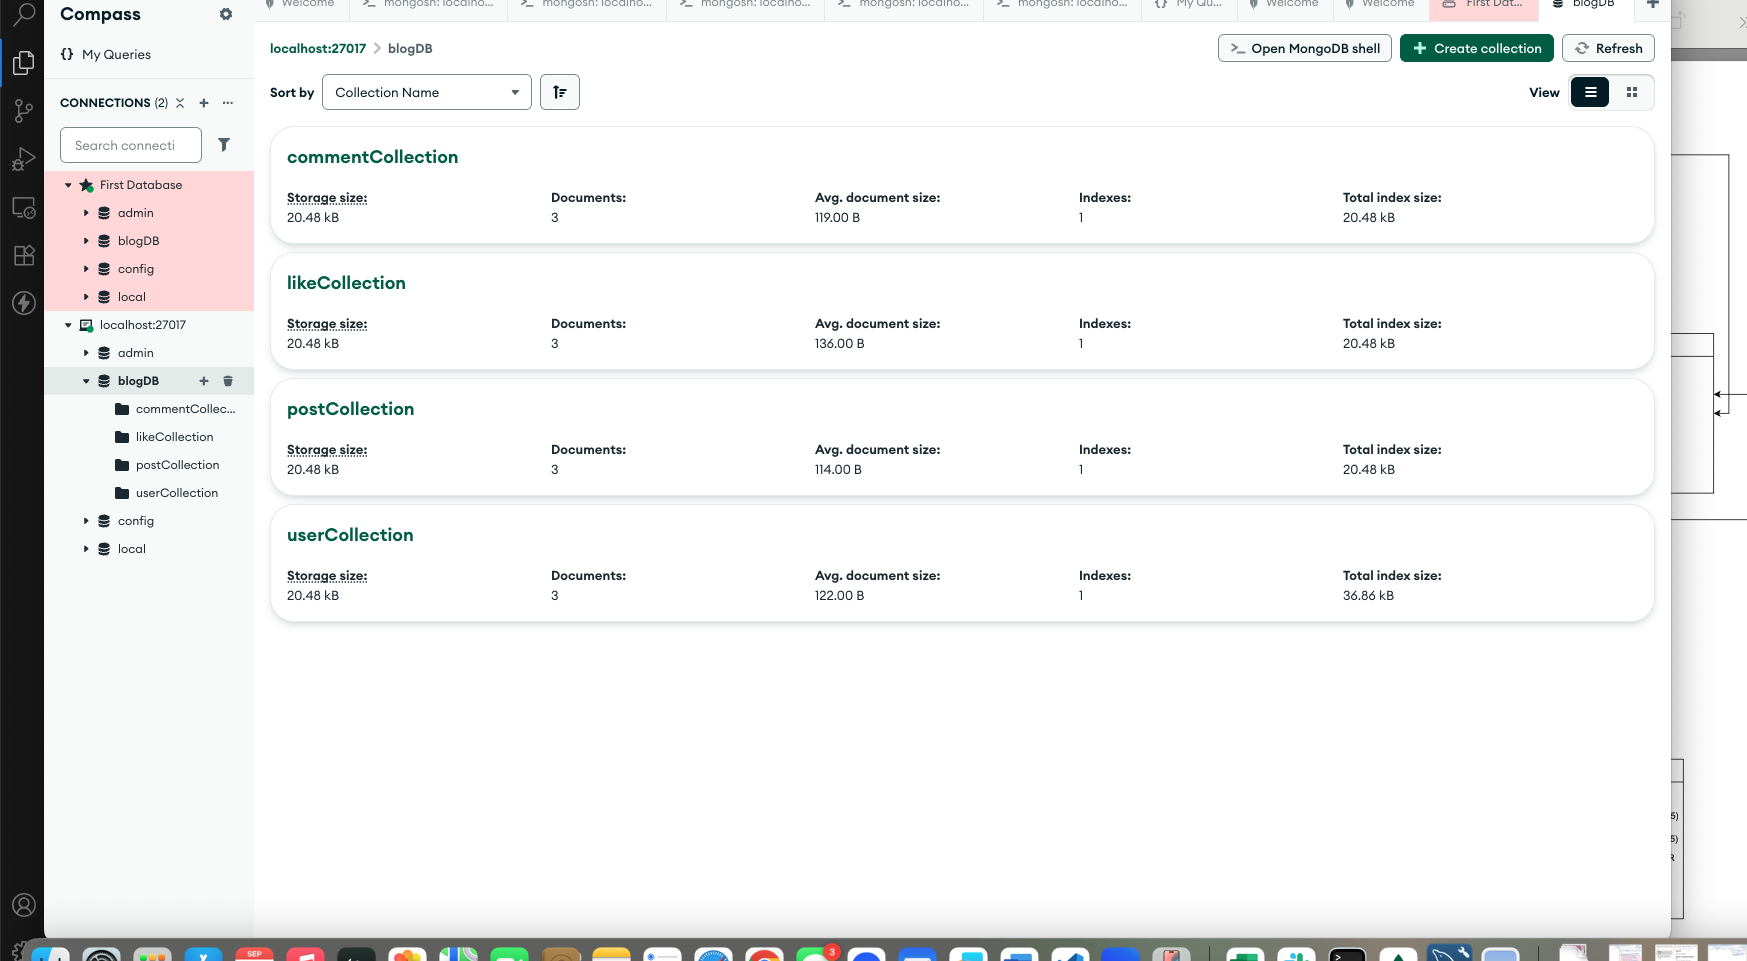 Compass
{} My Queries
CONNECTIONS (2)
Search connecti
First Database
admin
blogDB
config
local
localhost:27017
admin
blogDB
commentCollec...
likeCollection
postCollection
userCollection
config
local
Welcome
mongosh: localho...
mongosh: localho...
mongosh: localho...
mongosh: localho...
mongosh: localho...
{} My Qu...
Welcome
Welcome
First Dat...
blogDB
localhost:27017 > blogDB
>_ Open MongoDB shell
+ Create collection
Refresh
Sort by
Collection Name
View
commentCollection
Storage size: Documents: Avg. document size: Indexes: Total index size:
20.48 kB 3 119.00 B 1 20.48 kB
likeCollection
Storage size: Documents: Avg. document size: Indexes: Total index size:
20.48 kB 3 136.00 B 1 20.48 kB
postCollection
Storage size: Documents: Avg. document size: Indexes: Total index size:
20.48 kB 3 114.00 B 1 20.48 kB
userCollection
Storage size: Documents: Avg. document size: Indexes: Total index size:
20.48 kB 3 122.00 B 1 36.86 kB
5)
5)
R
SEP
3